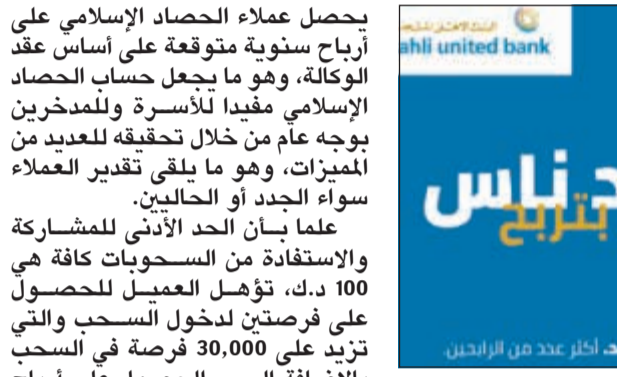 يحصل عملاء الحصاد الإسلامي على
أرباح سنوية متوقعة على أساس عقد
الوكالة، وهو ما يجعل حساب الحصاد
الإسلامي مفيدا للأسرة وللمدخرين
بوجه عام من خلال تحقيقه للعديد من
المميزات، وهو ما يلقى تقدير العملاء
سواء الجدد أو الحاليين.
علما بأن الحد الأدنى للمشاركة
والاستفادة من السحوبات كافة هي
100 د.ك، تؤهل العميل للحصول
على فرصتين لدخول السحب والتي
تزيد على 30,000 فرصة في السحب
ahli united bank
د ناس
بتربح
أكثر عدد من الرابحين.